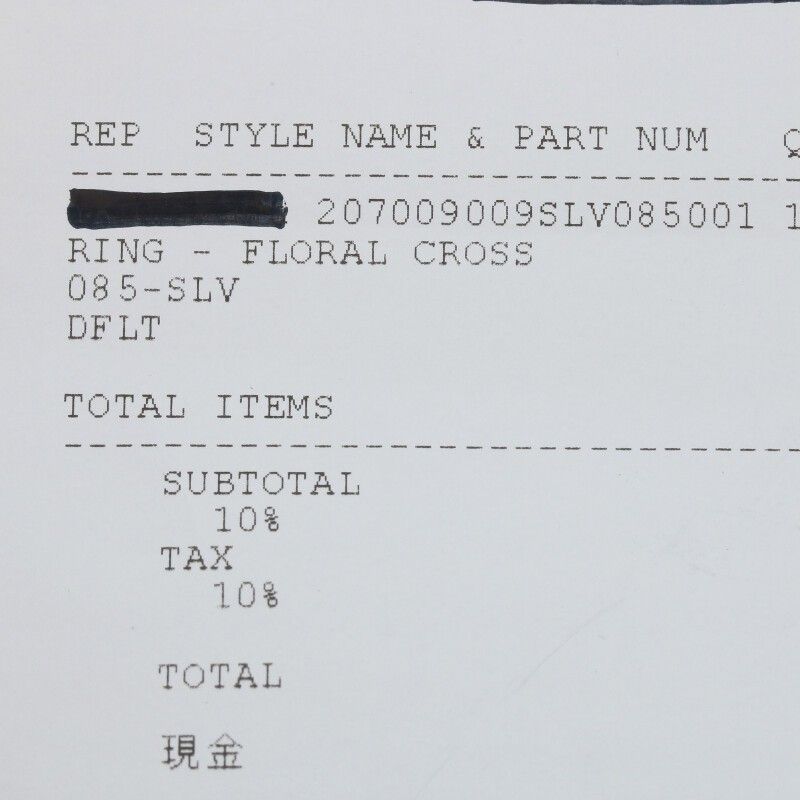 REP STYLE NAME & PART NUM
207009009SLV085001 1
RING - FLORAL CROSS
085-SLV
DFLT
TOTAL ITEMS
SUBTOTAL
10%
TAX
10%
TOTAL
現金